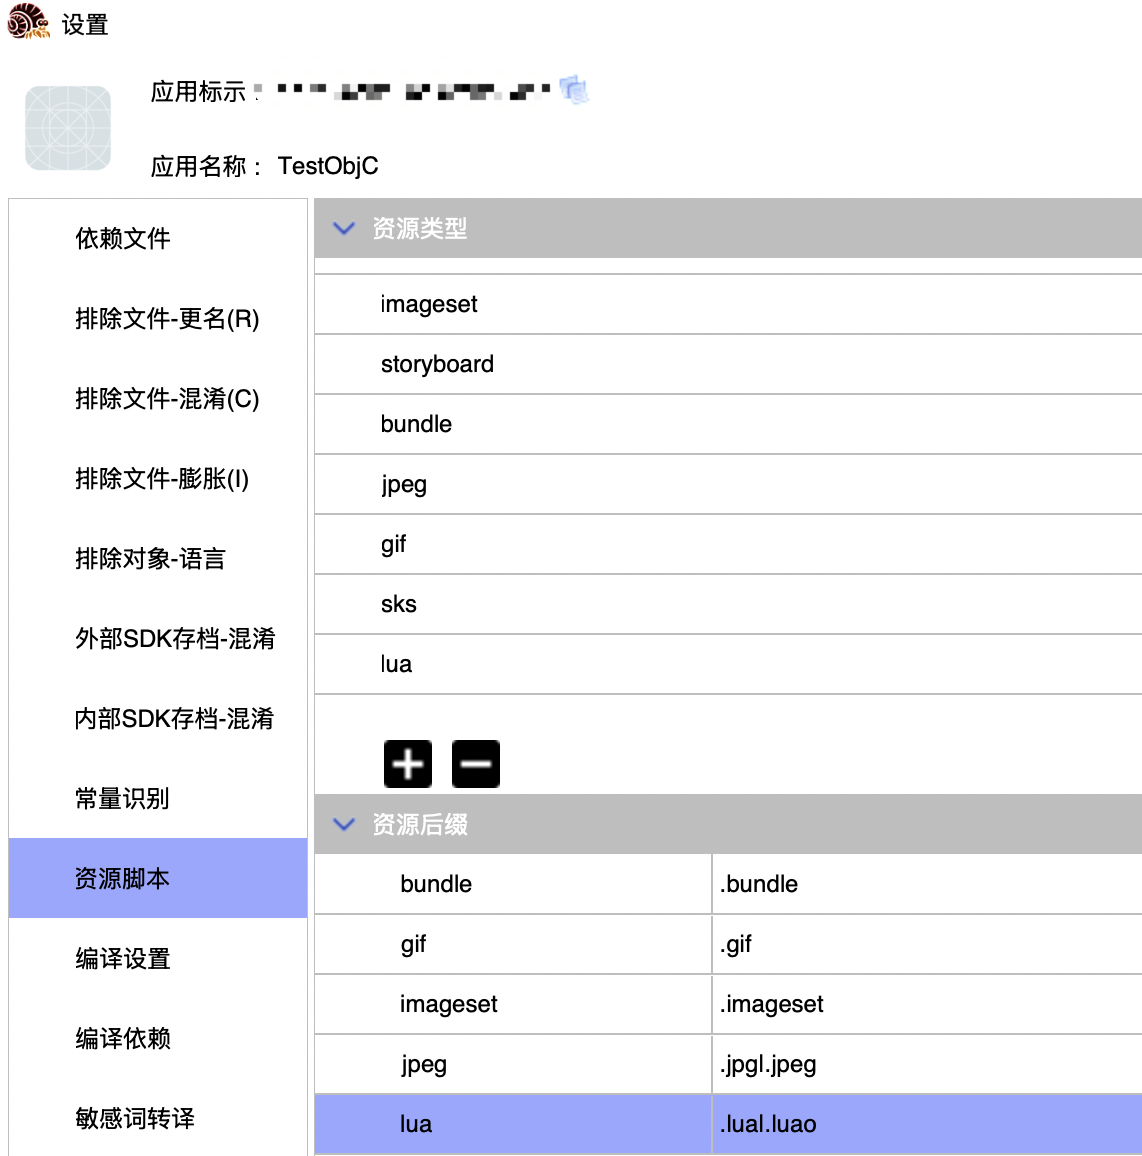 设置
应用标示：
应用名称： TestObjC
依赖文件
排除文件-更名(R)
排除文件-混淆(C)
排除文件-膨胀(I)
排除对象-语言
外部SDK存档-混淆
内部SDK存档-混淆
常量识别
资源脚本
编译设置
编译依赖
敏感词转译
资源类型
imageset
storyboard
bundle
jpeg
gif
sks
lua
资源后缀
bundle .bundle
gif .gif
imageset .imageset
jpeg .jpg|.jpeg
lua .lua|.luao